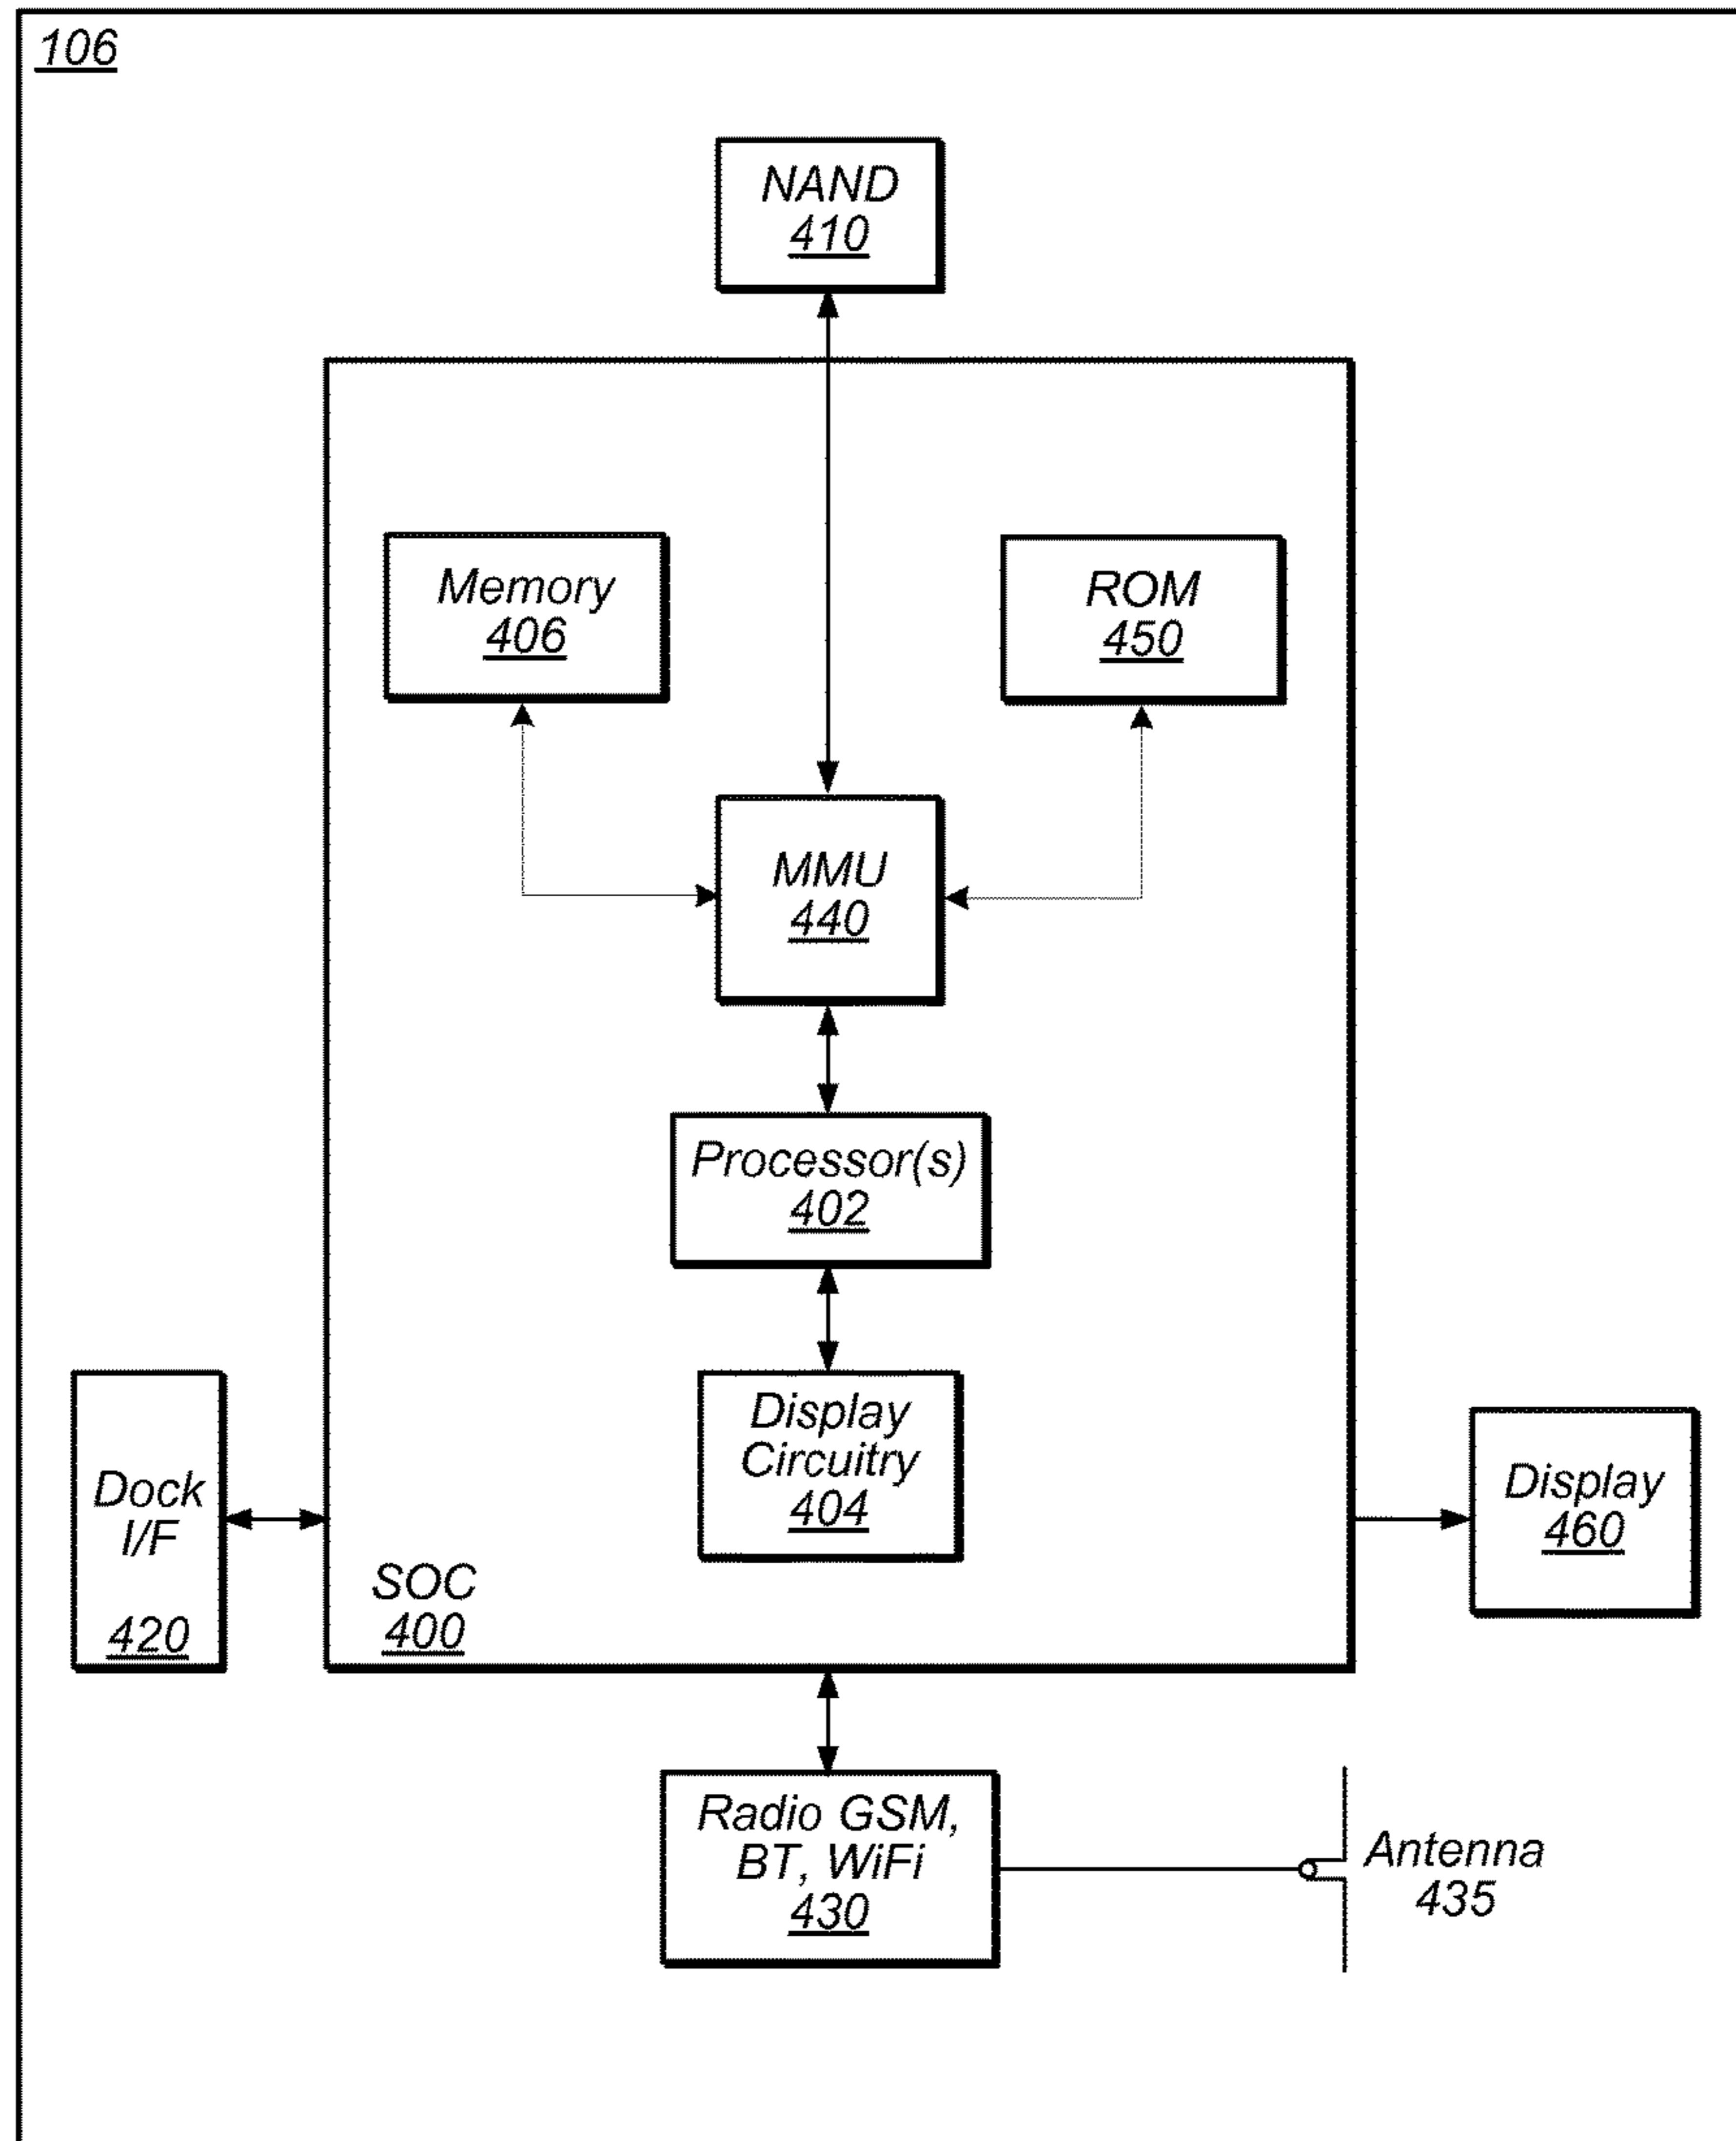 106
NAND
410
Memory
406
ROM
450
MMU
440
Processor(s)
402
Display
Circuitry
404
Dock
I/F
420
SOC
400
Display
460
Radio GSM,
BT, WiFi
430
Antenna
435